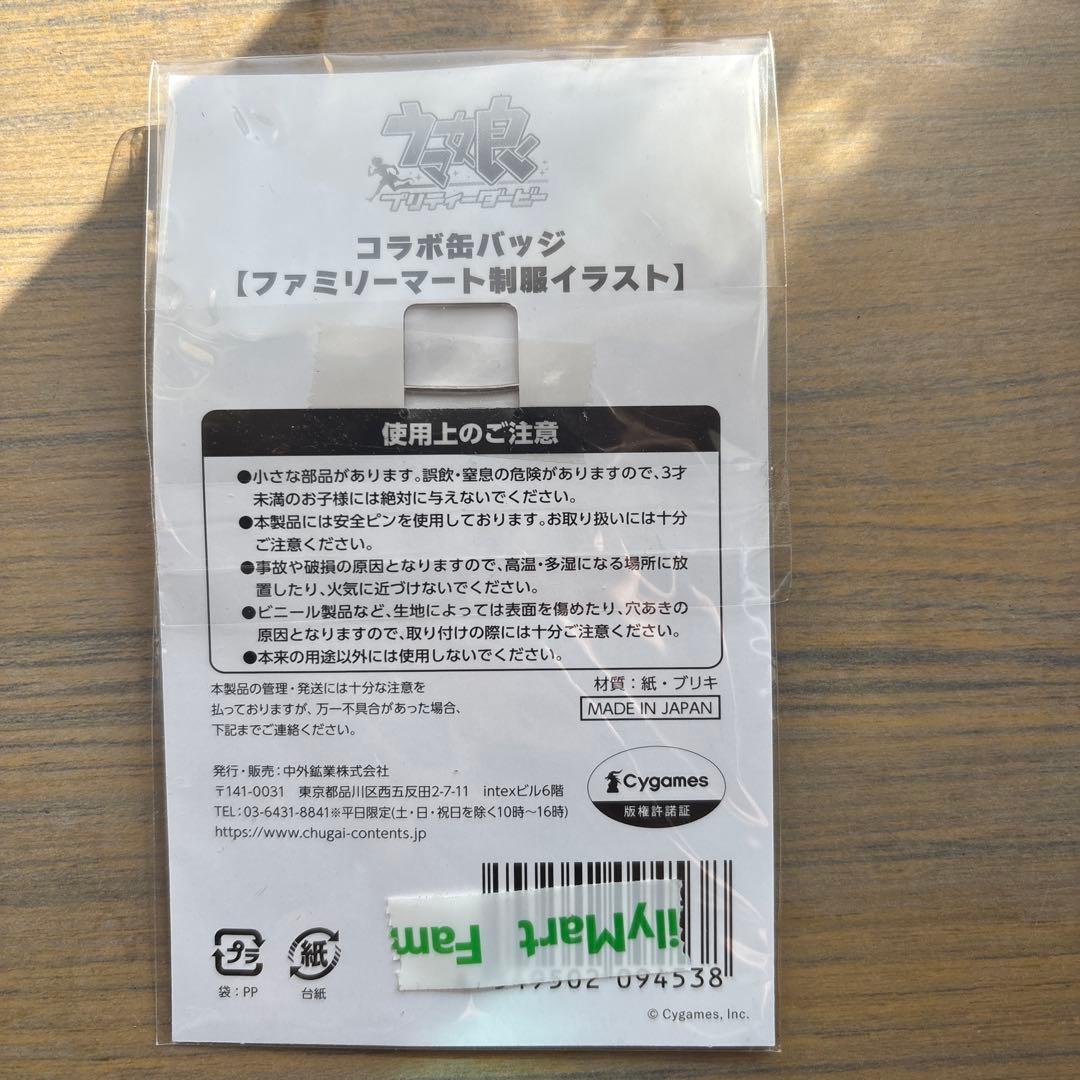 ウマ娘
プリティーダービー
コラボ缶バッジ
【ファミリーマート制服イラスト】
使用上のご注意
●小さな部品があります。誤飲・窒息の危険がありますので、3才
未満のお子様には絶対に与えないでください。
●本製品には安全ピンを使用しております。お取り扱いには十分
ご注意ください。
●事故や破損の原因となりますので、高温・多湿になる場所に放
置したり、火気に近づけないでください。
●ビニール製品など、生地によっては表面を傷めたり、穴あきの
原因となりますので、取り付けの際には十分ご注意ください。
●本来の用途以外には使用しないでください。
本製品の管理・発送には十分な注意を
払っておりますが、万一不具合があった場合、
下記までご連絡ください。
材質：紙・ブリキ
MADE IN JAPAN
発行・販売：中外鉱業株式会社
〒141-0031 東京都品川区西五反田2-7-11 intexビル6階
TEL：03-6431-8841※平日限定(土・日・祝日を除く10時～16時)
https://www.chugai-contents.jp
Cygames
版権許諾証
ilyMart Fam
プラ
袋：PP
紙
台紙
502 094538
© Cygames, Inc.